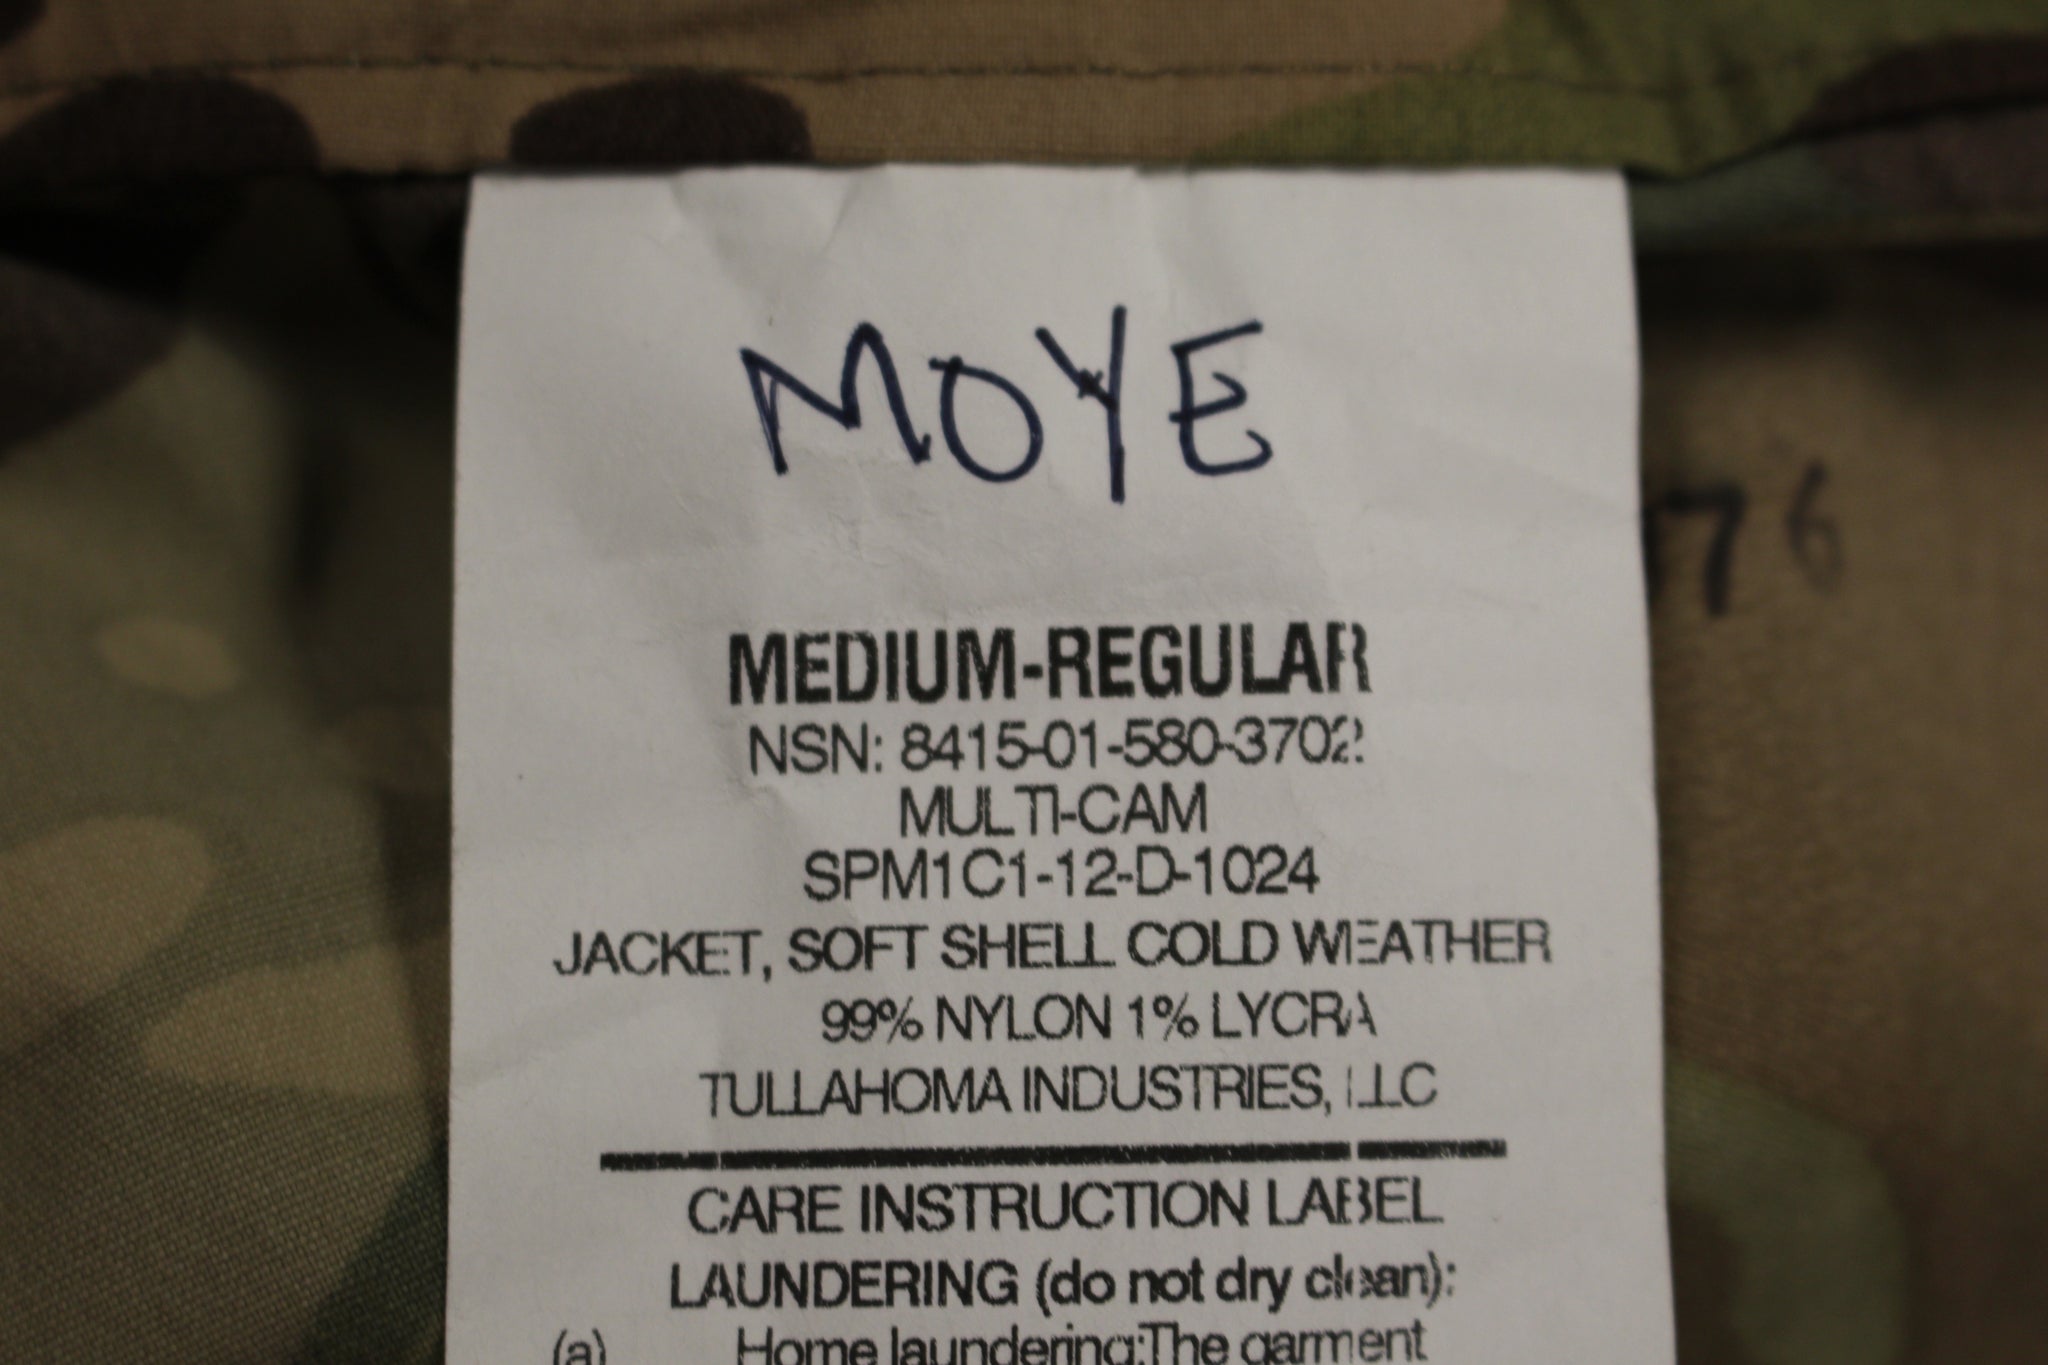 MOYE
76
MEDIUM-REGULAR
NSN: 8415-01-580-3702
MULTI-CAM
SPM1C1-12-D-1024
JACKET, SOFT SHELL COLD WEATHER
99% NYLON 1% LYCRA
TULLAHOMA INDUSTRIES, LLC
CARE INSTRUCTION LABEL
LAUNDERING (do not dry clean):
(a) Home laundering:The garment